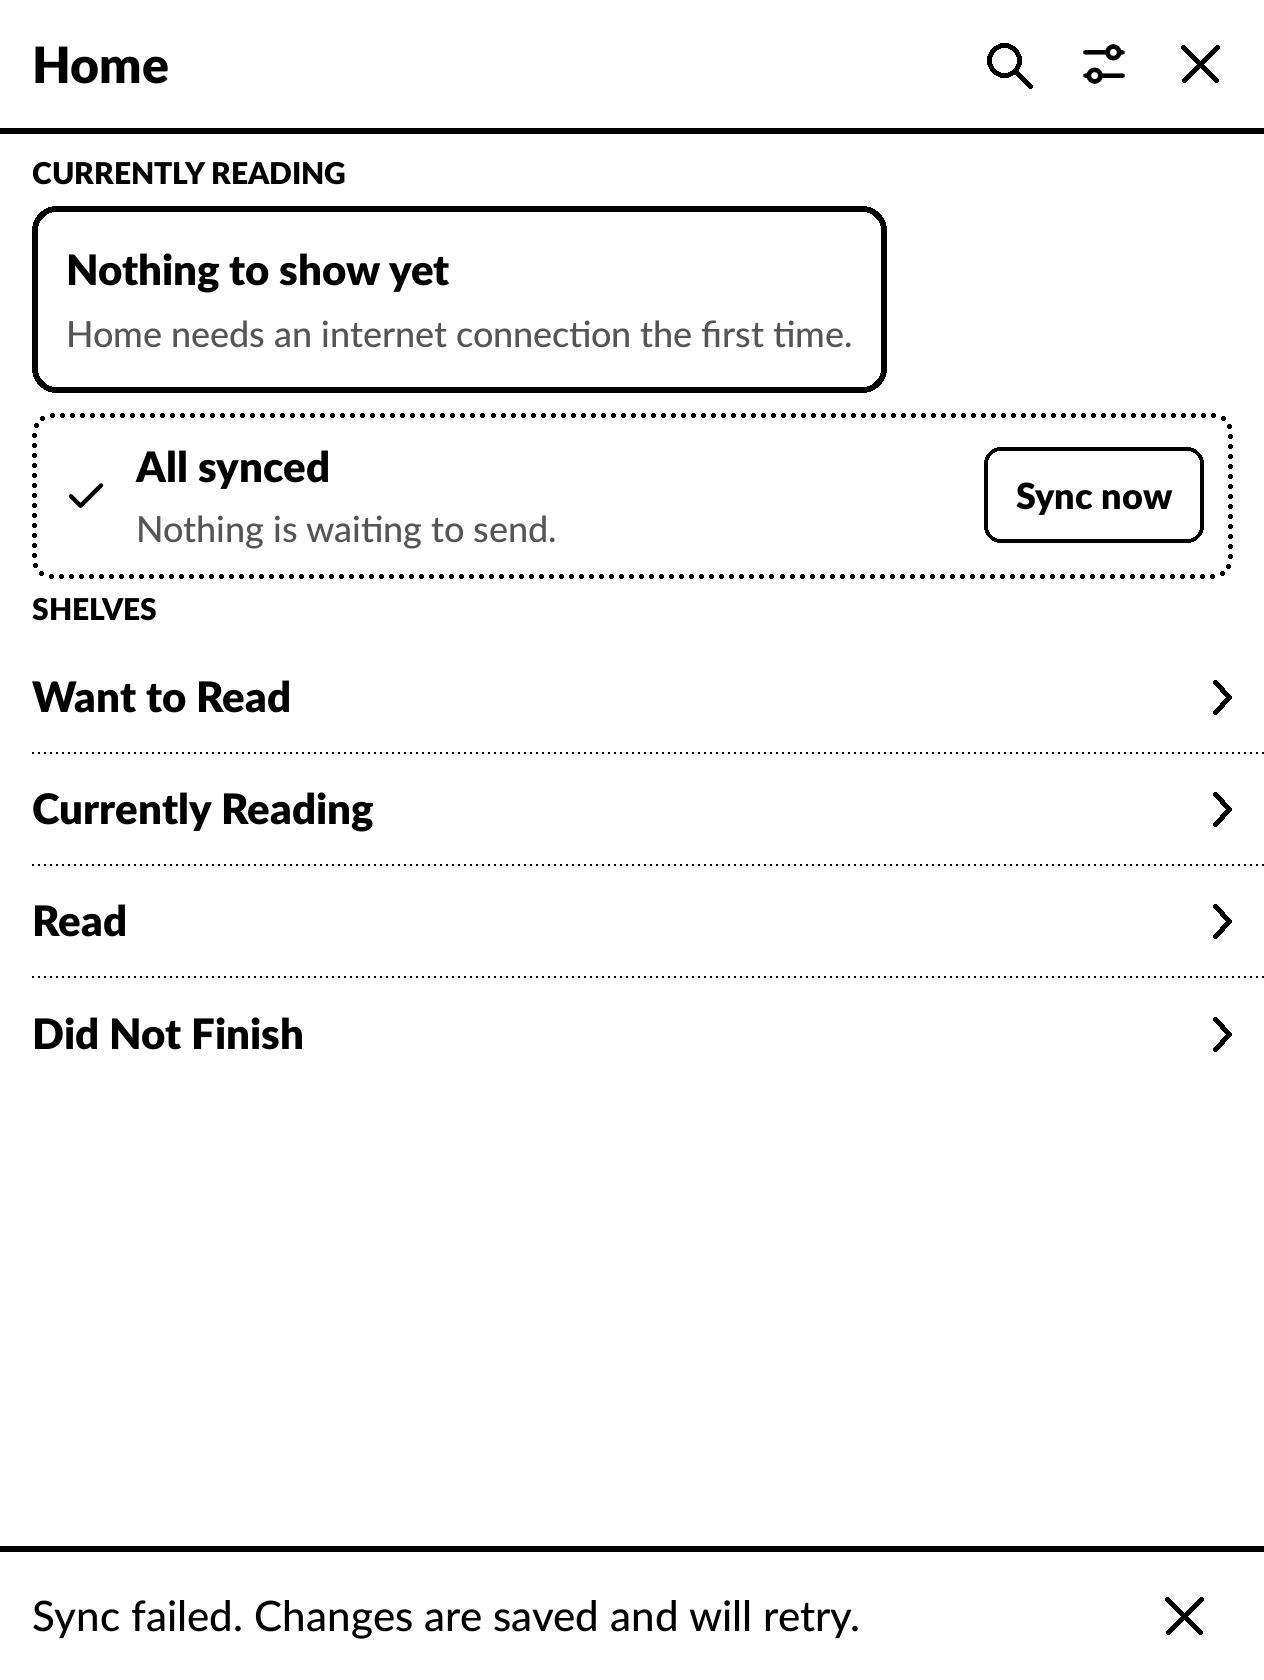 Home
CURRENTLY READING
Nothing to show yet
Home needs an internet connection the first time.
All synced
Nothing is waiting to send.
Sync now
SHELVES
Want to Read
Currently Reading
Read
Did Not Finish
Sync failed. Changes are saved and will retry.